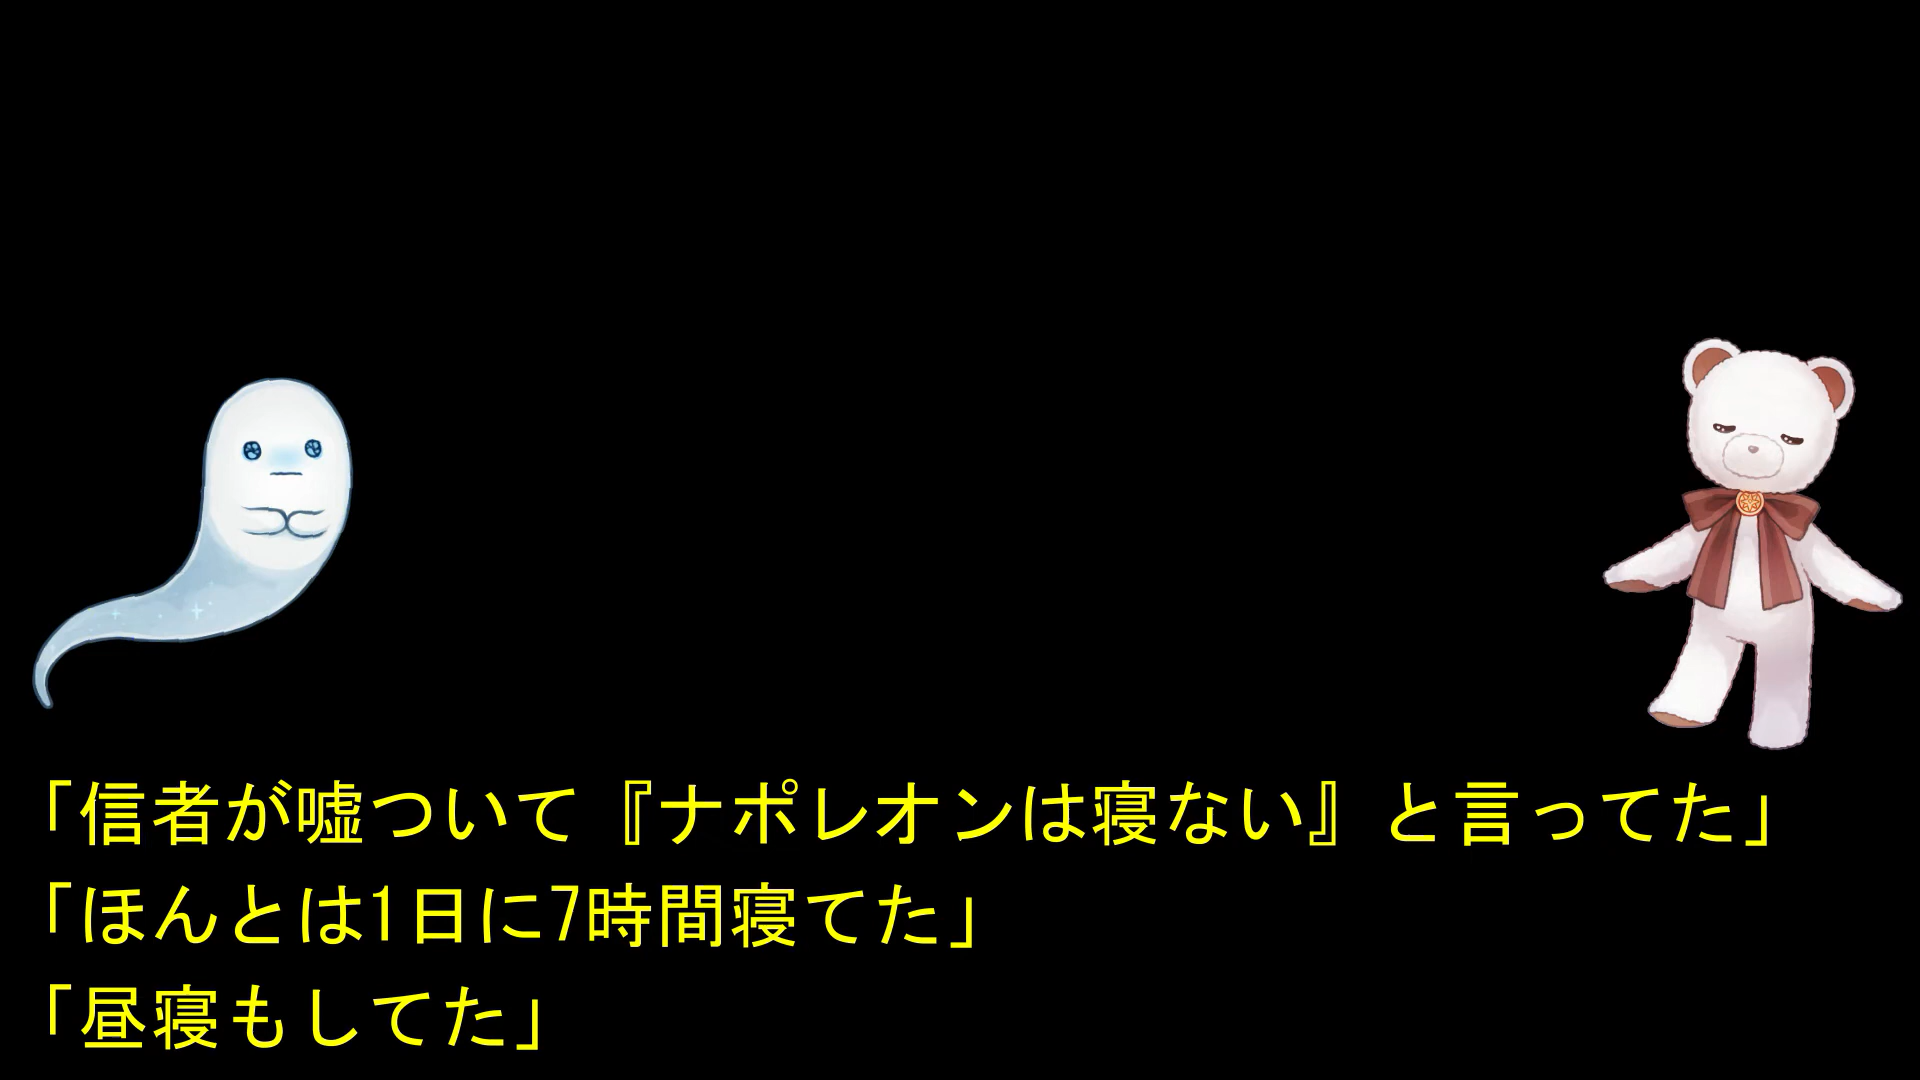 「信者が嘘ついて『ナポレオンは寝ない』と言ってた」
「ほんとは1日に7時間寝てた」
「昼寝もしてた」